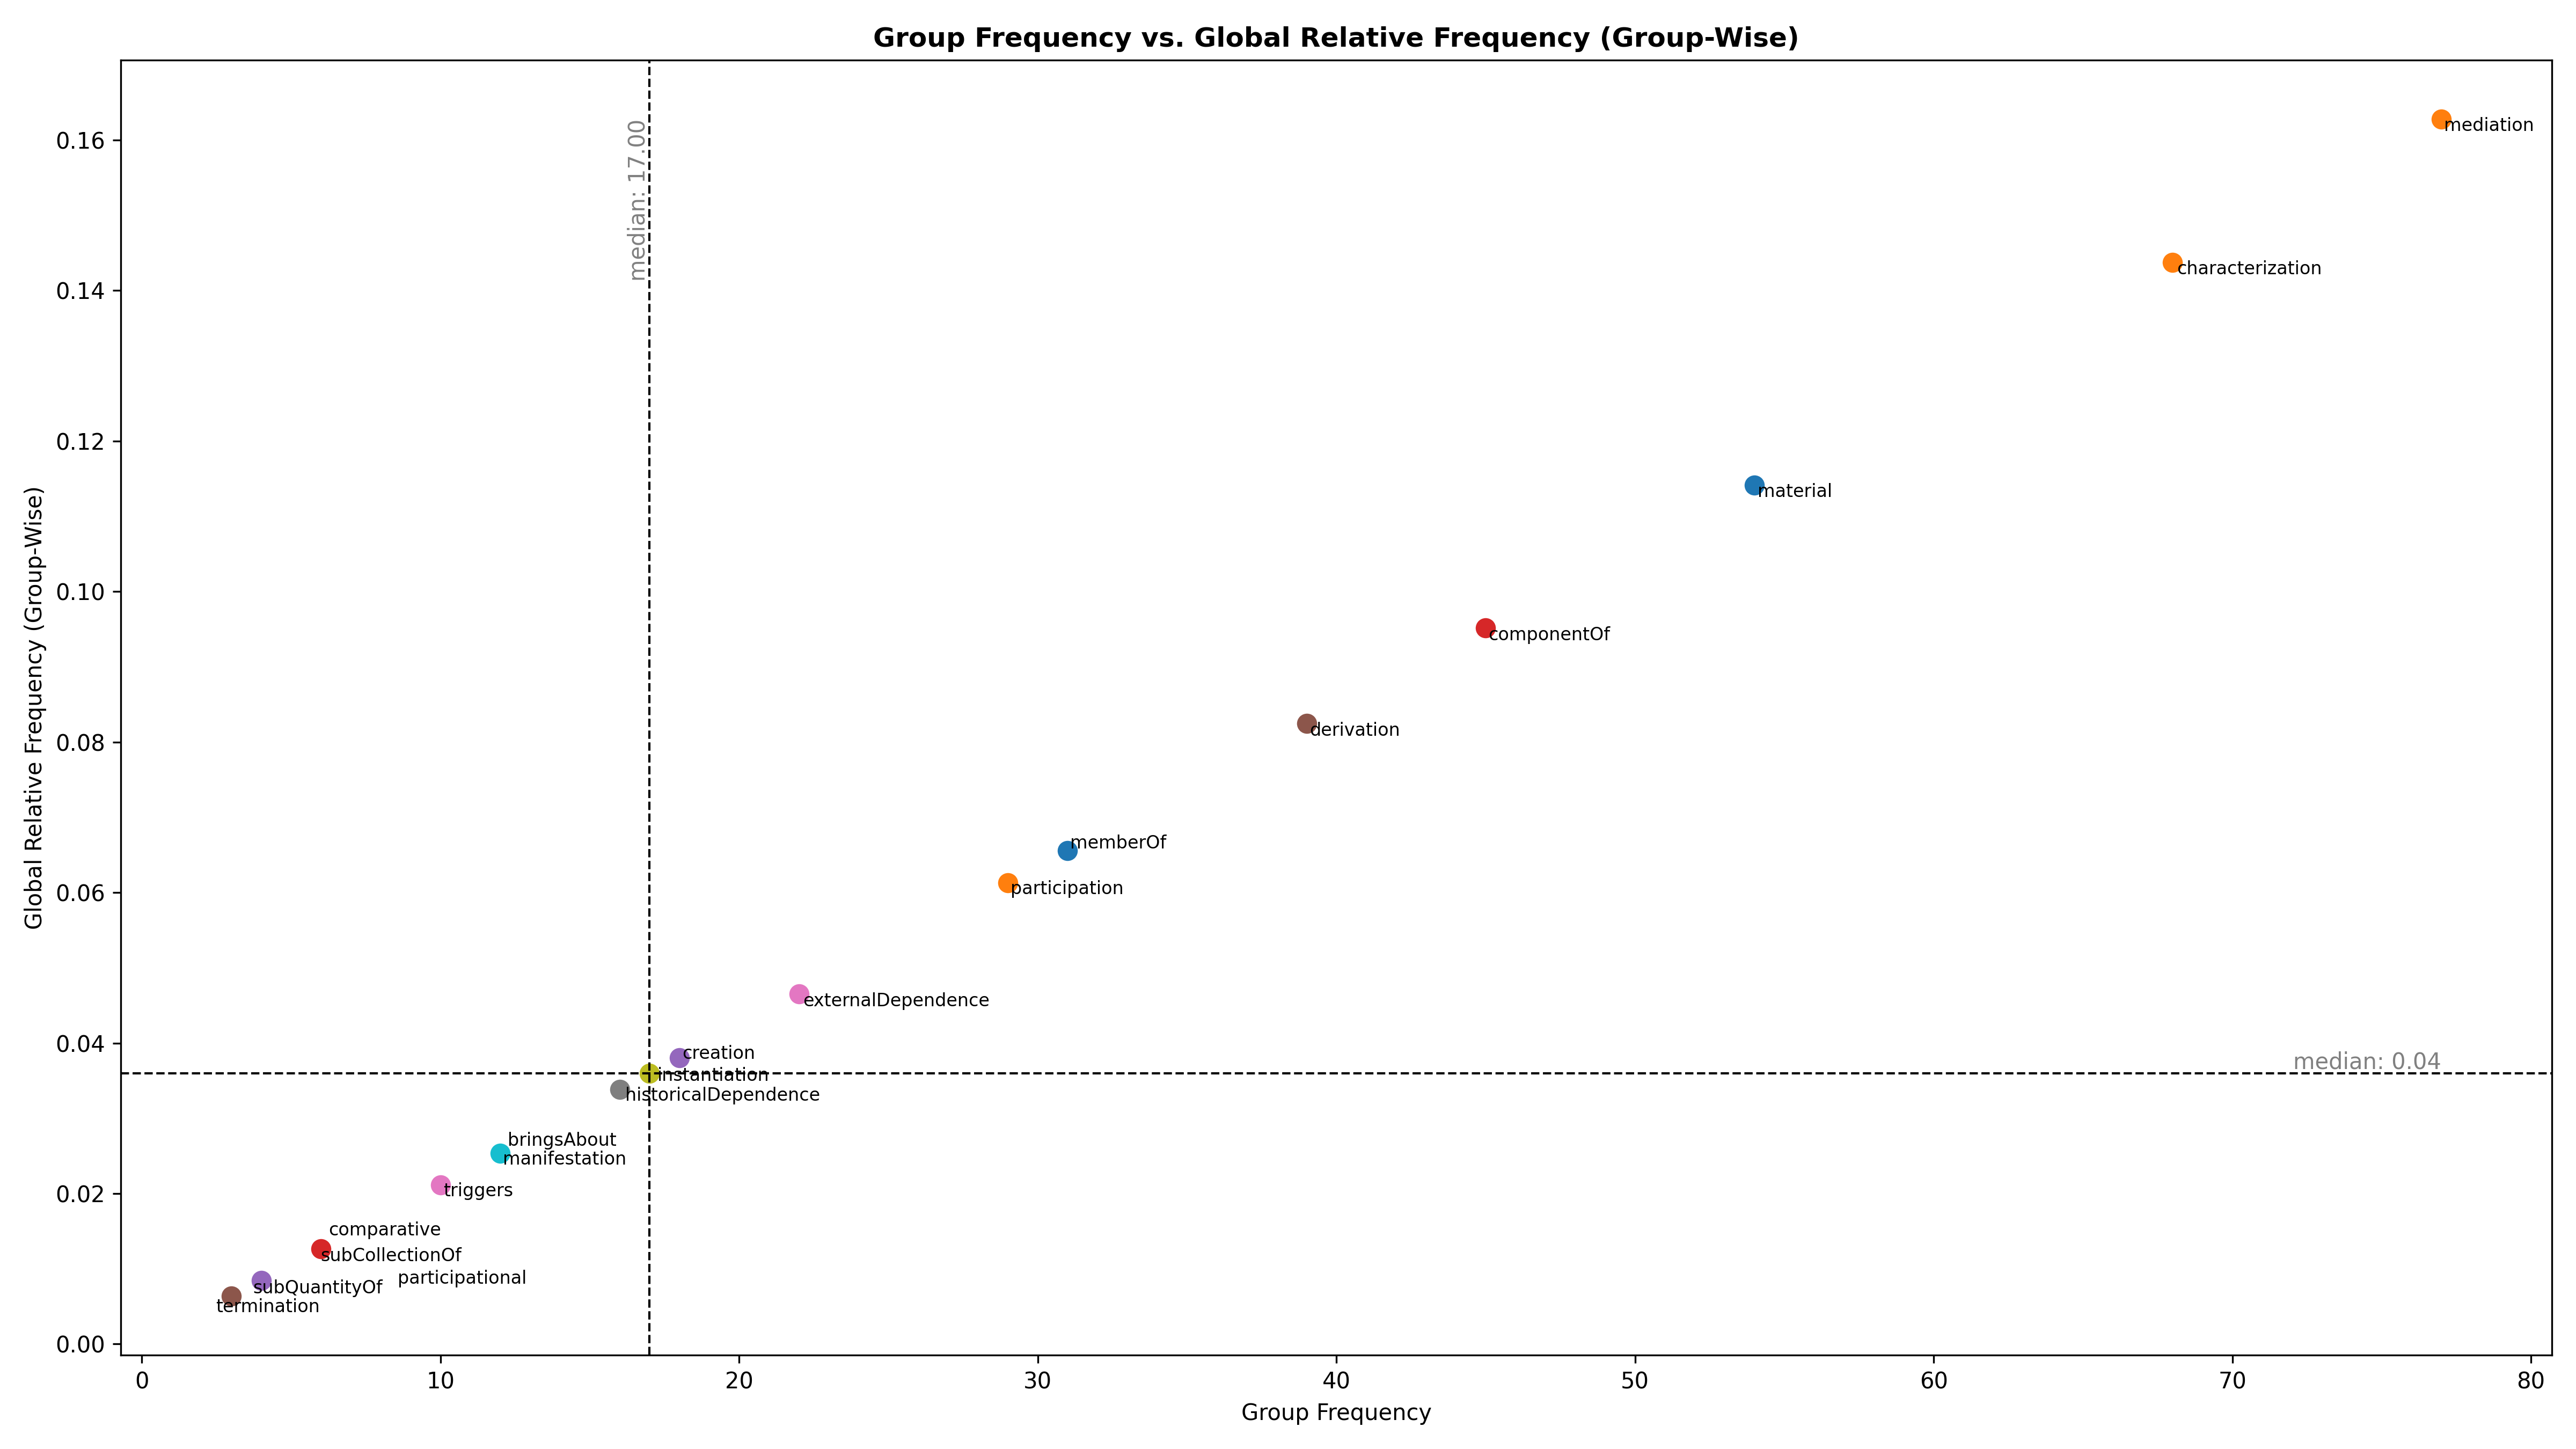 Group Frequency vs. Global Relative Frequency (Group-Wise)
Global Relative Frequency (Group-Wise)
0.16
0.14
0.12
0.10
0.08
0.06
0.04
0.02
0.00
median: 17.00
mediation
characterization
material
componentOf
derivation
memberOf
participation
externalDependence
creation
median: 0.04
instantiation
historicalDependence
bringsAbout
manifestation
triggers
comparative
subCollectionOf
participational
subQuantityOf
termination
0 10 20 30 40 50 60 70 80
Group Frequency